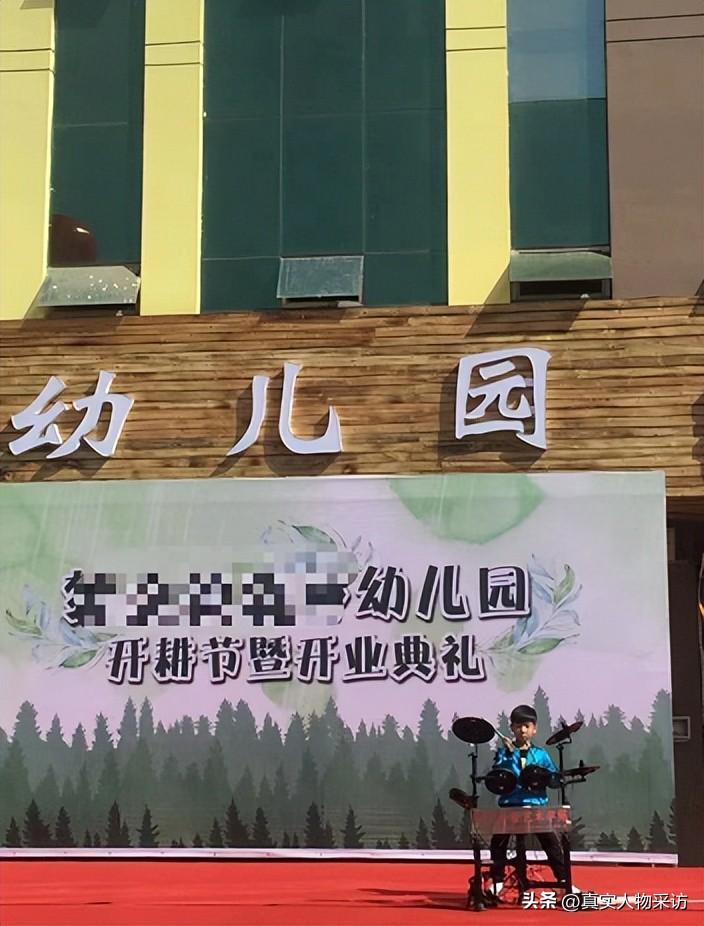 幼儿园
幼儿园
开耕节暨开业典礼
头条 @真实人物采访